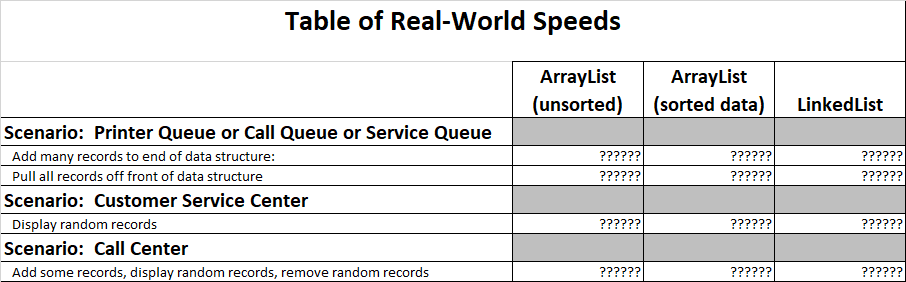 Table of Real-World Speeds
ArrayList (unsorted) ArrayList (sorted data) LinkedList
Scenario: Printer Queue or Call Queue or Service Queue
Add many records to end of data structure: ?????? ?????? ??????
Pull all records off front of data structure ?????? ?????? ??????
Scenario: Customer Service Center
Display random records ?????? ?????? ??????
Scenario: Call Center
Add some records, display random records, remove random records ?????? ?????? ??????